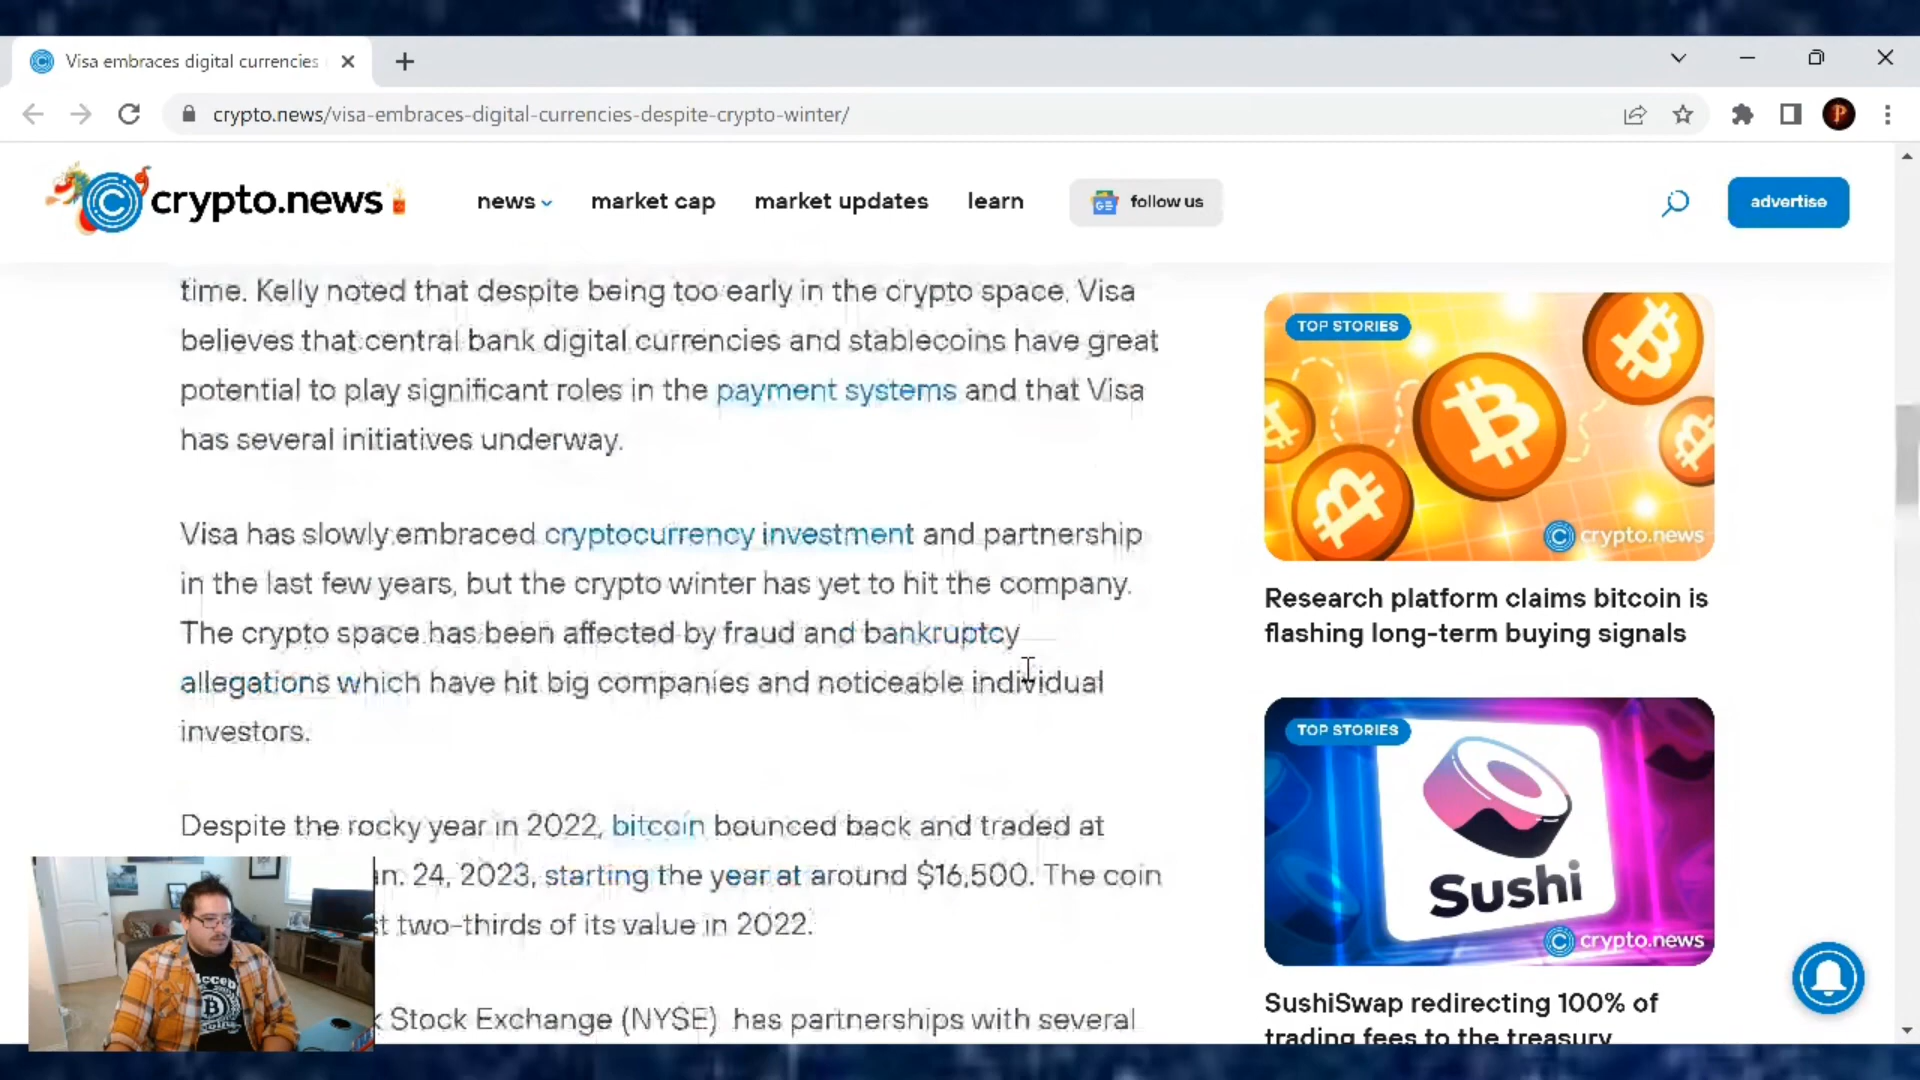 Visa embraces digital currencies
crypto.news/visa-embraces-digital-currencies-despite-crypto-winter/
P
crypto.news
news
market cap
market updates
learn
GE
follow us
advertise
time. Kelly noted that despite being too early in the crypto space, Visa
believes that central bank digital currencies and stablecoins have great
potential to play significant roles in the payment systems and that Visa
has several initiatives underway.
Visa has slowly embraced cryptocurrency investment and partnership
in the last few years, but the crypto winter has yet to hit the company.
The crypto space has been affected by fraud and bankruptcy
allegations which have hit big companies and noticeable individual
investors.
Despite the rocky year in 2022, bitcoin bounced back and traded at
24, 2023, starting the year at around $16,500. The coin
two-thirds of its value in 2022.
Stock Exchange (NYSE) has partnerships with several
TOP STORIES
crypto.news
Research platform claims bitcoin is
flashing long-term buying signals
TOP STORIES
Sushi
crypto.news
SushiSwap redirecting 100% of
trading fees to the treasury